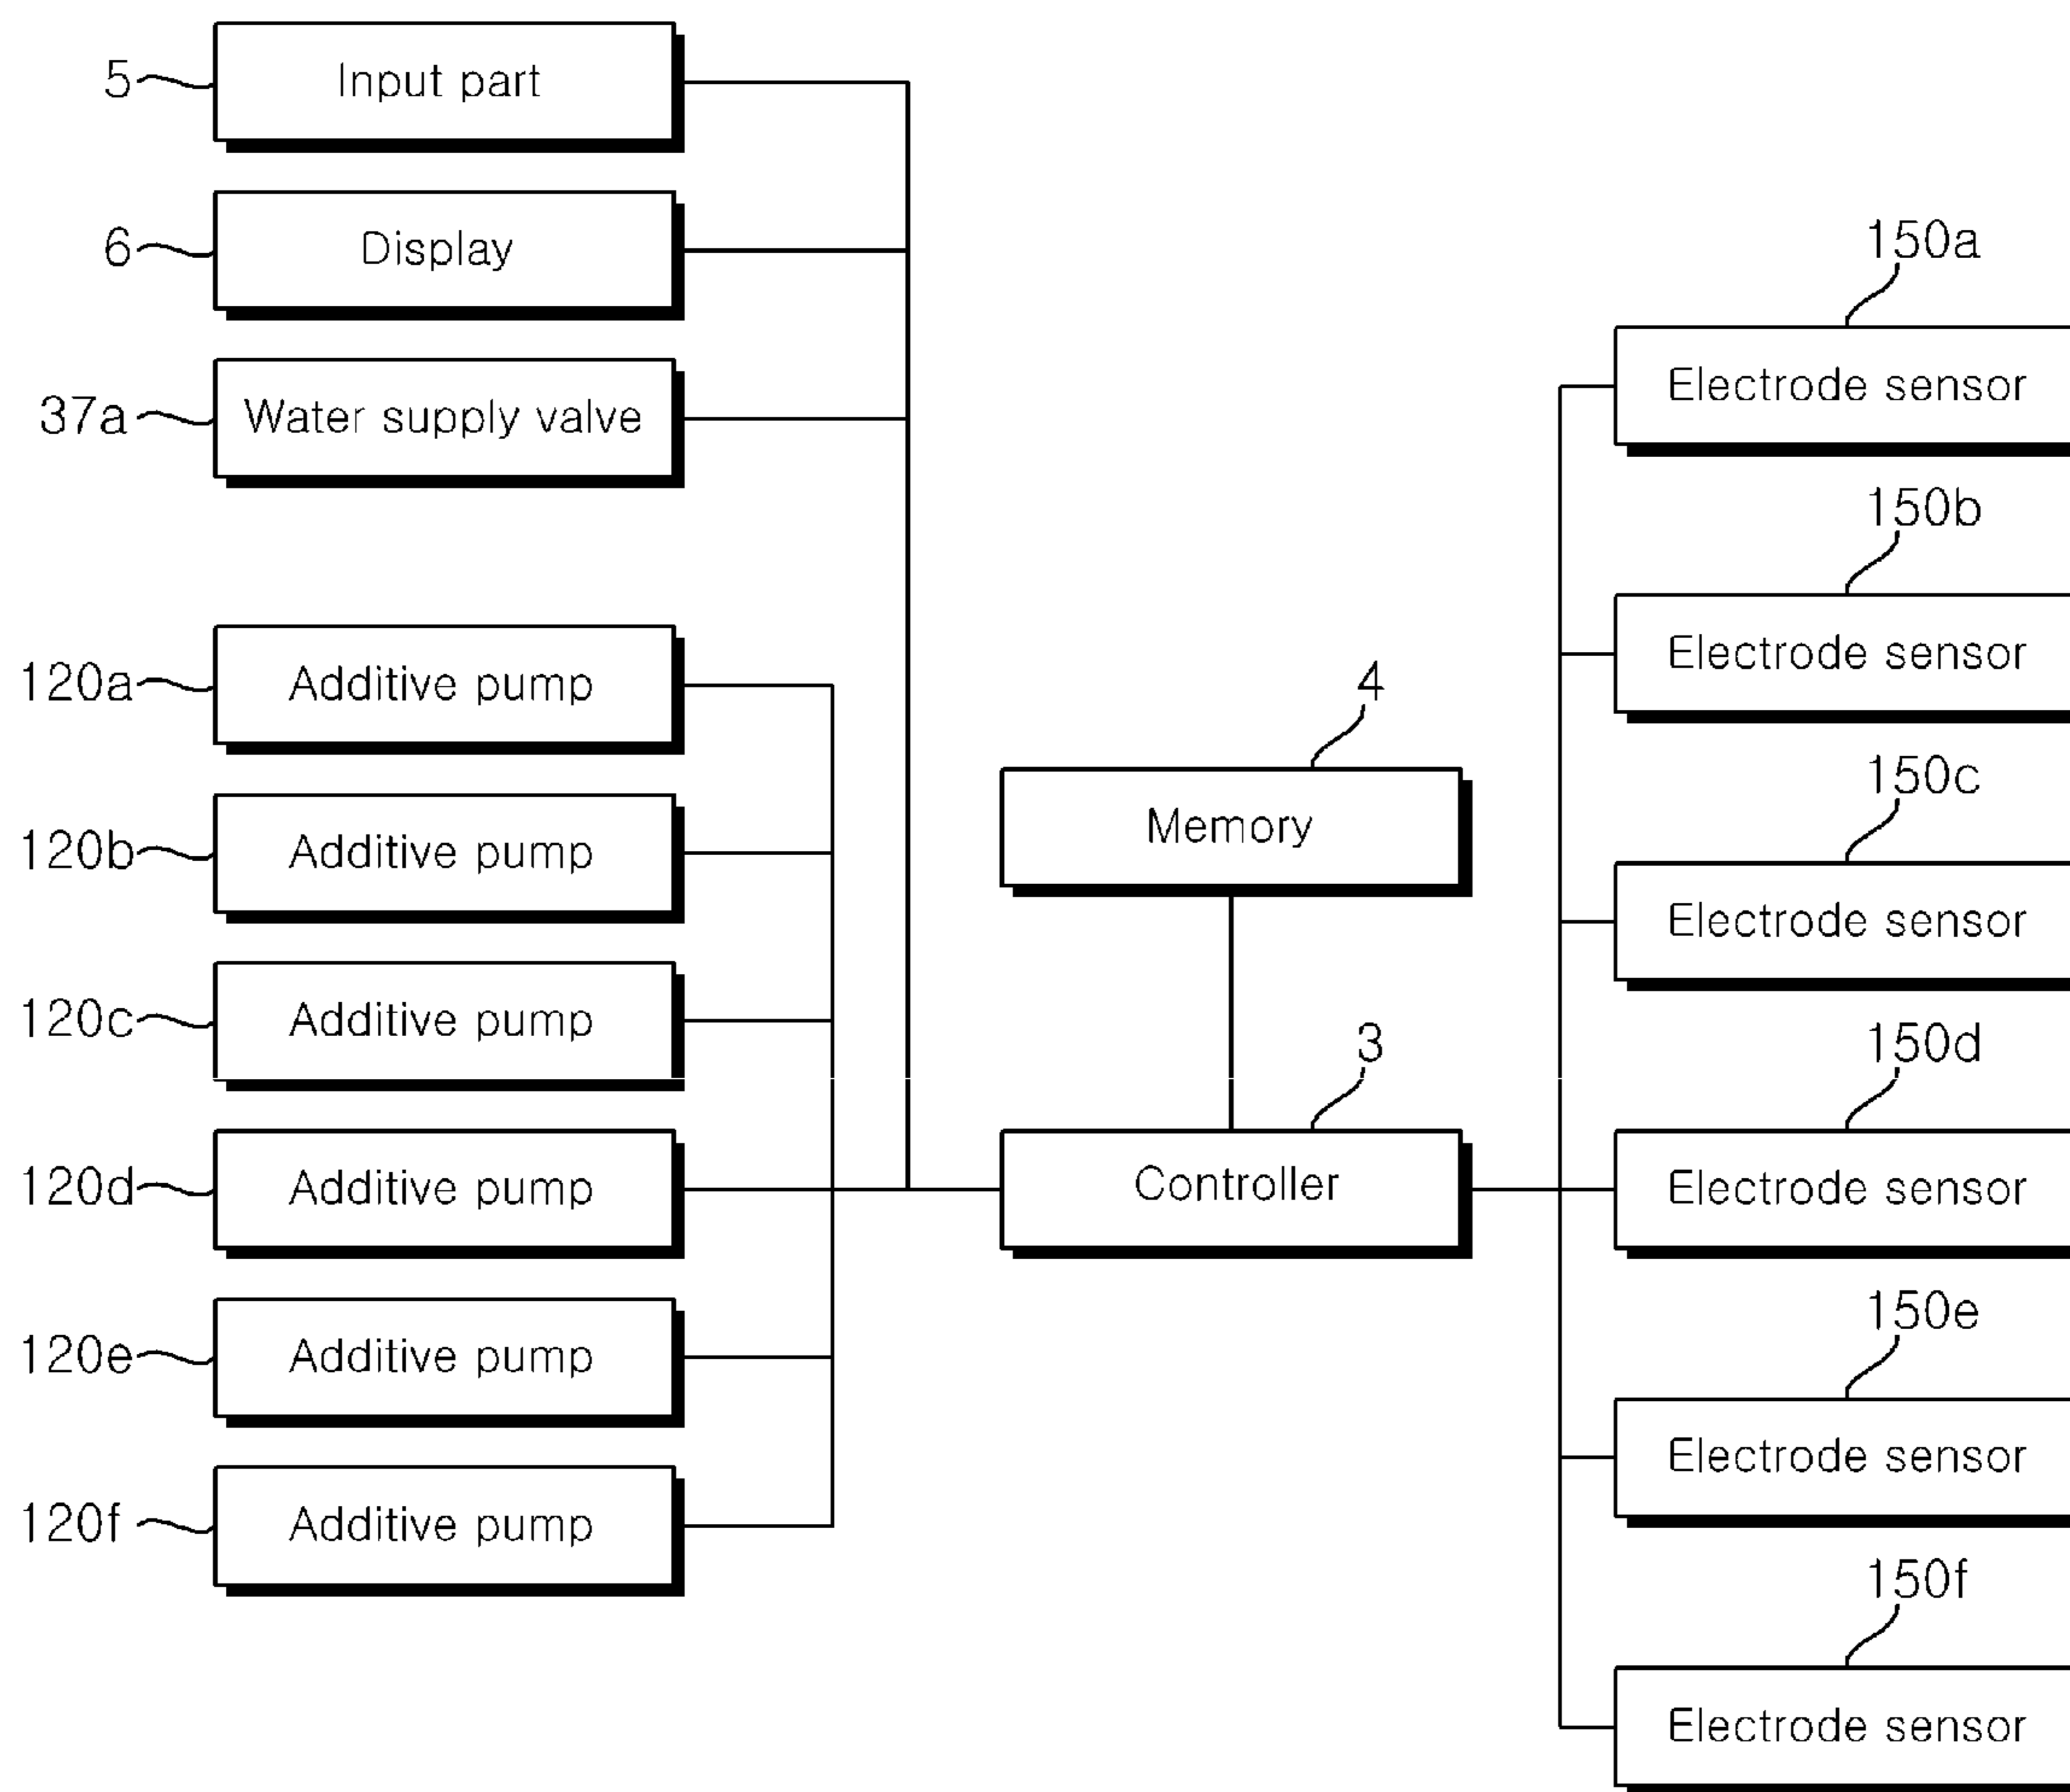 5
Input part
6
Display
37a
Water supply valve
120a
Additive pump
120b
Additive pump
120c
Additive pump
120d
Additive pump
120e
Additive pump
120f
Additive pump
4
Memory
3
Controller
150a
Electrode sensor
150b
Electrode sensor
150c
Electrode sensor
150d
Electrode sensor
150e
Electrode sensor
150f
Electrode sensor